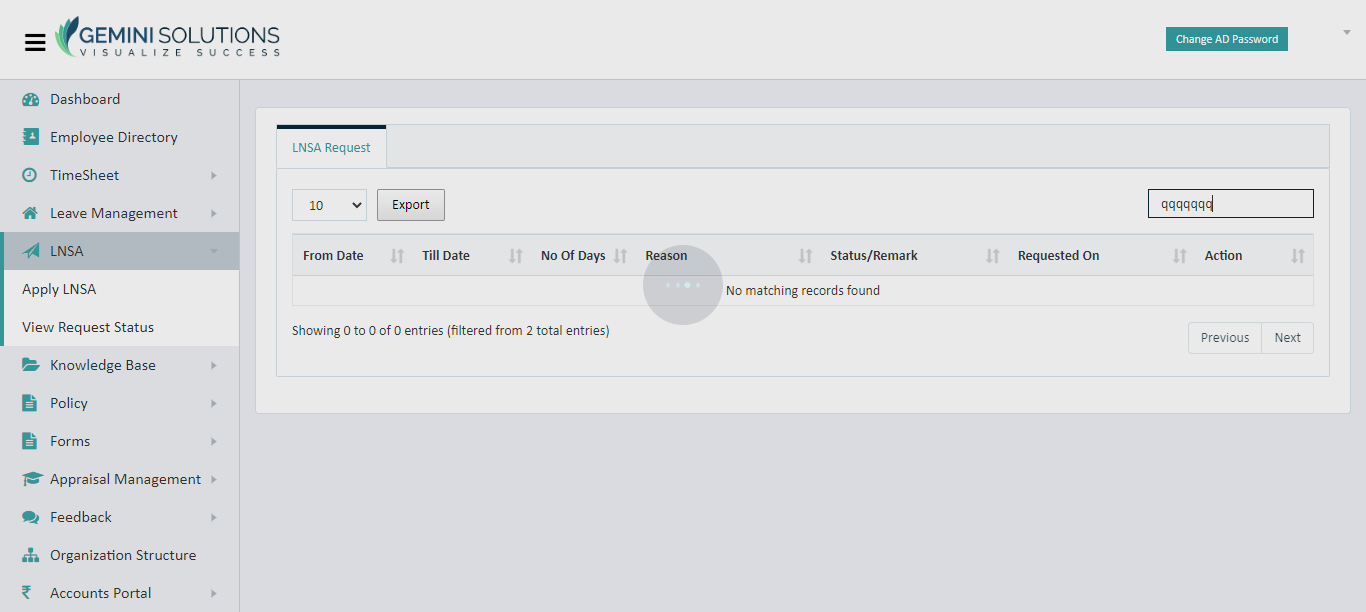 GEMINI SOLUTIONS
VISUALIZE SUCCESS
Change AD Password
Dashboard
Employee Directory
TimeSheet
Leave Management
LNSA
Apply LNSA
View Request Status
Knowledge Base
Policy
Forms
Appraisal Management
Feedback
Organization Structure
Accounts Portal
LNSA Request
10 Export qqqqqqq
From Date Till Date No Of Days Reason Status/Remark Requested On Action
No matching records found
Showing 0 to 0 of 0 entries (filtered from 2 total entries)
Previous Next